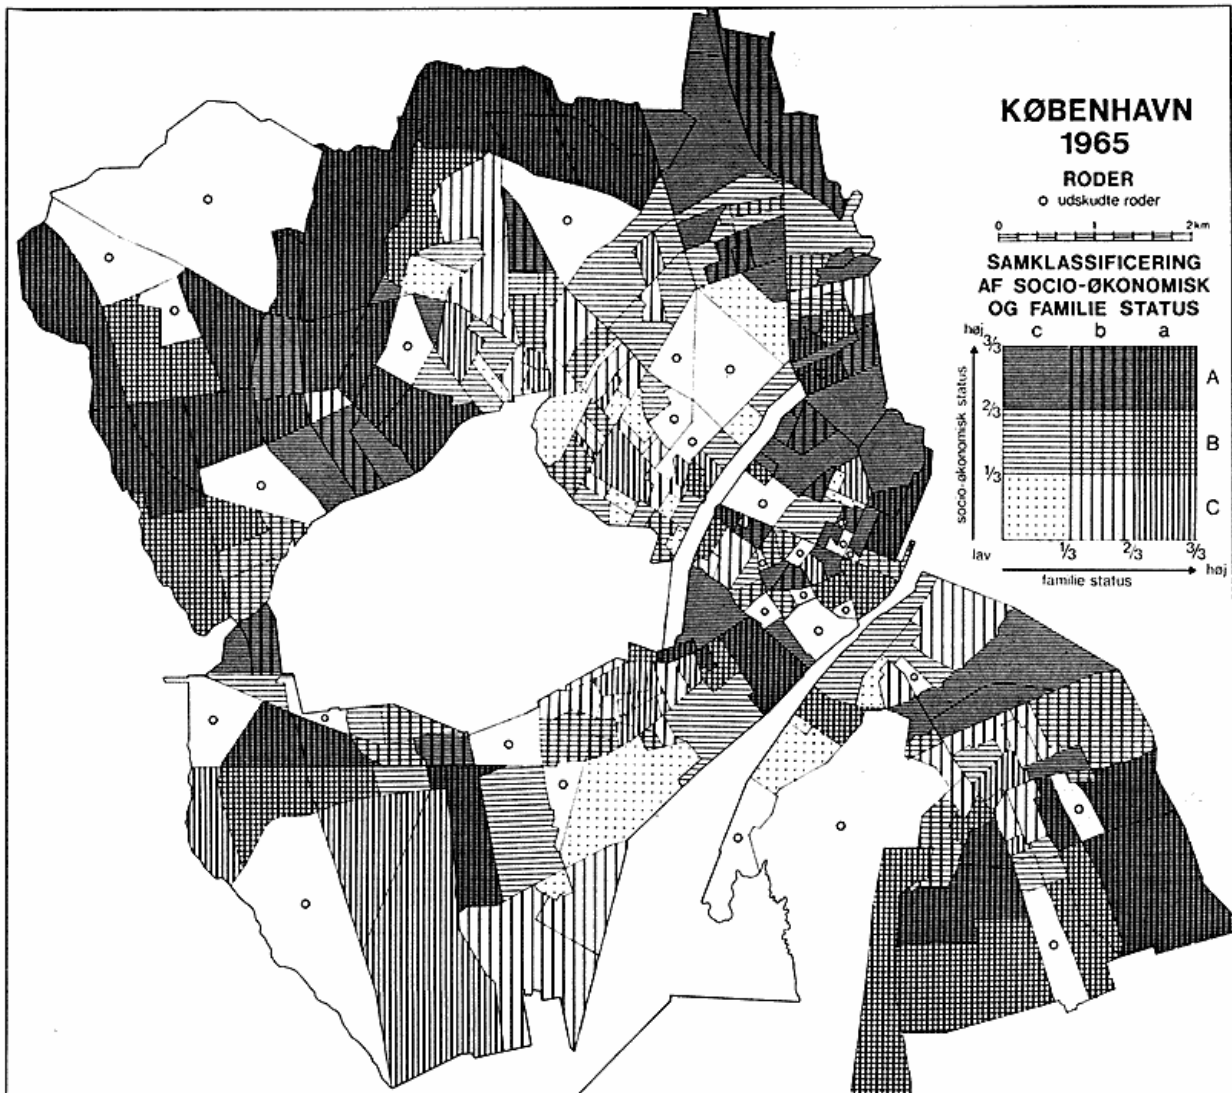 KØBENHAVN
1965
RODER
o udskudte roder
0 1 2km
SAMKLASSIFICERING
AF SOCIO-ØKONOMISK
OG FAMILIE STATUS
høj 3/3 c b a
A
2/3
B
1/3
C
socio-økonomisk status
lav 1/3 2/3 3/3
familie status høj